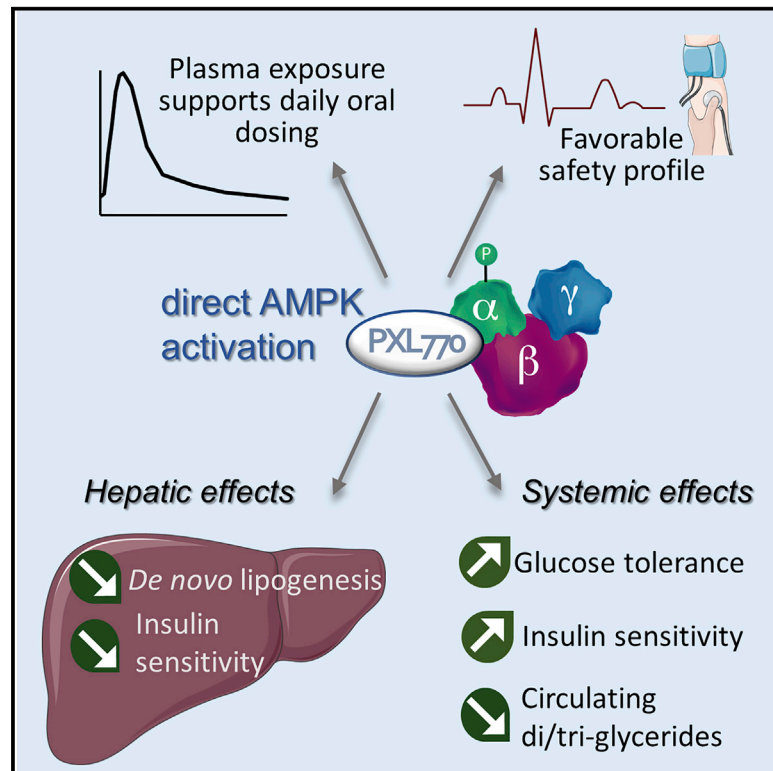 Plasma exposure
supports daily oral
dosing
Favorable
safety profile
direct AMPK
activation
PXL770
P
α
γ
β
Hepatic effects
De novo lipogenesis
Insulin
sensitivity
Systemic effects
Glucose tolerance
Insulin sensitivity
Circulating
di/tri-glycerides